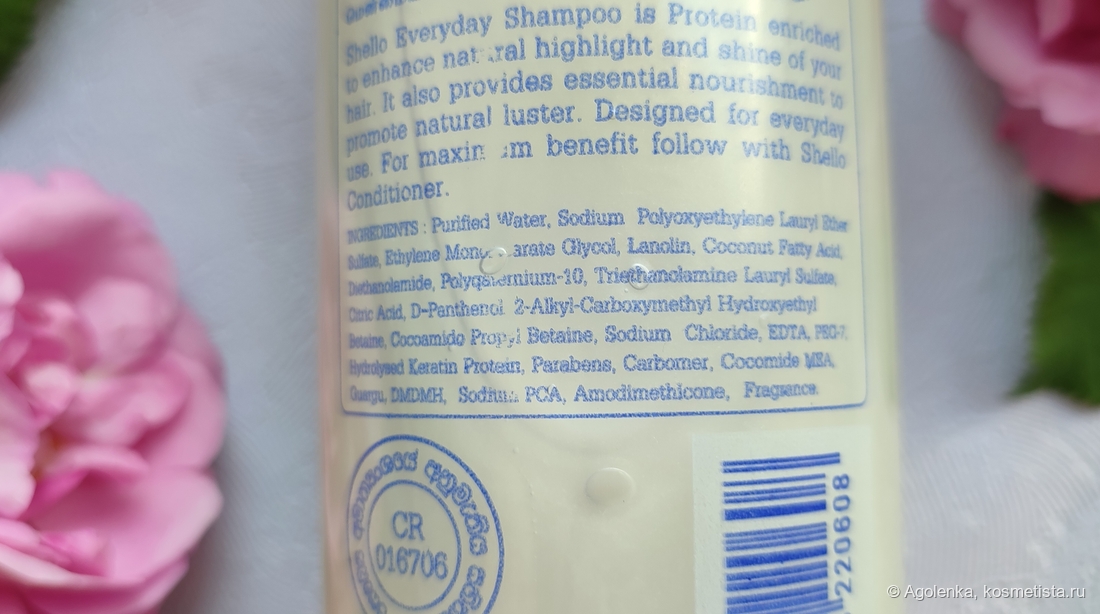 Shello Everyday Shampoo is Protein enriched
to enhance natural highlight and shine of your
hair. It also provides essential nourishment to
promote natural luster. Designed for everyday
use. For maximum benefit follow with Shello
Conditioner.
INGREDIENTS : Purified Water, Sodium Polyoxyethylene Lauryl Ether
Sulfate, Ethylene Glycol, Lanolin, Coconut Fatty Acid,
Diethanolamide, Polyquaternium-10, Triethanolamine Lauryl Sulfate,
Citric Acid, D-Panthenol 2-Alkyl-Carboxymethyl Hydroxyethyl
Betaine, Cocoamido Propyl Betaine, Sodium Chloride, EDTA, PEG-7,
Hydrolysed Keratin Protein, Parabens, Carbomer, Cocomide MEA,
Guargu, DMDMH, Sodium PCA, Amodimethicone, Fragrance.
CR
016706
220608
© Agolenka, kosmetista.ru